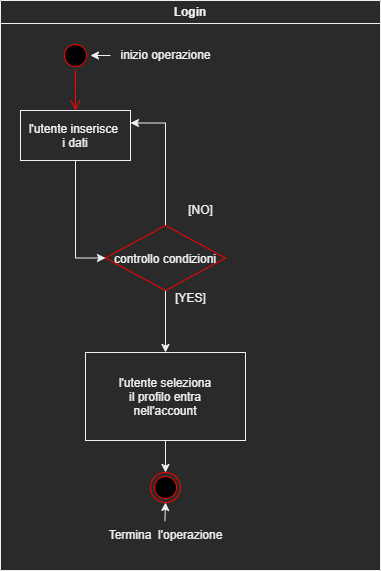 Login
inizio operazione
l'utente inserisce
i dati
[NO]
controllo condizioni
[YES]
l'utente seleziona
il profilo entra
nell'account
Termina l'operazione